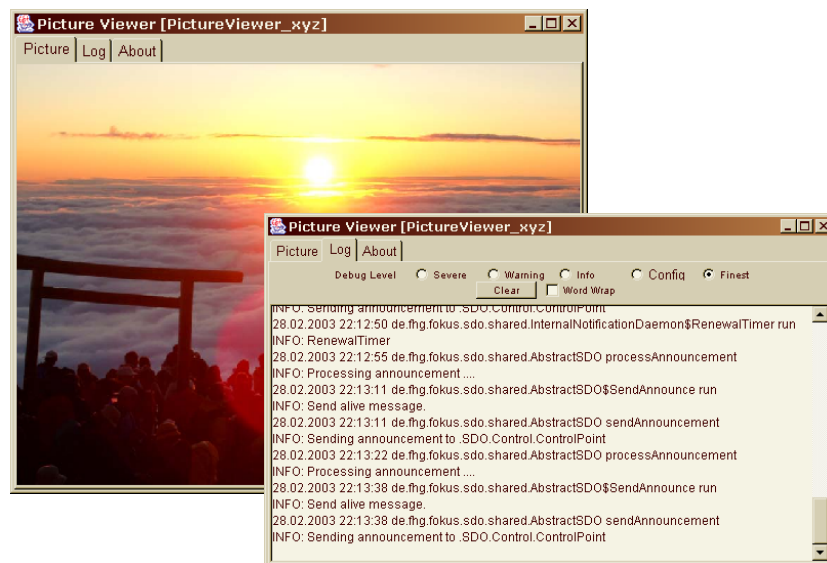 Picture Viewer [PictureViewer_xyz]
Picture Log About
Picture Viewer [PictureViewer_xyz]
Picture Log About
Debug Level Severe Warning Info Config Finest
Clear Word Wrap
INFO: Sending announcement to .SDO.Control.ControlPoint
28.02.2003 22:12:50 de.fhg.fokus.sdo.shared.InternalNotificationDaemon$RenewalTimer run
INFO: RenewalTimer
28.02.2003 22:12:55 de.fhg.fokus.sdo.shared.AbstractSDO processAnnouncement
INFO: Processing announcement ....
28.02.2003 22:13:11 de.fhg.fokus.sdo.shared.AbstractSDO$SendAnnounce run
INFO: Send alive message.
28.02.2003 22:13:11 de.fhg.fokus.sdo.shared.AbstractSDO sendAnnouncement
INFO: Sending announcement to .SDO.Control.ControlPoint
28.02.2003 22:13:22 de.fhg.fokus.sdo.shared.AbstractSDO processAnnouncement
INFO: Processing announcement ....
28.02.2003 22:13:38 de.fhg.fokus.sdo.shared.AbstractSDO$SendAnnounce run
INFO: Send alive message.
28.02.2003 22:13:38 de.fhg.fokus.sdo.shared.AbstractSDO sendAnnouncement
INFO: Sending announcement to .SDO.Control.ControlPoint